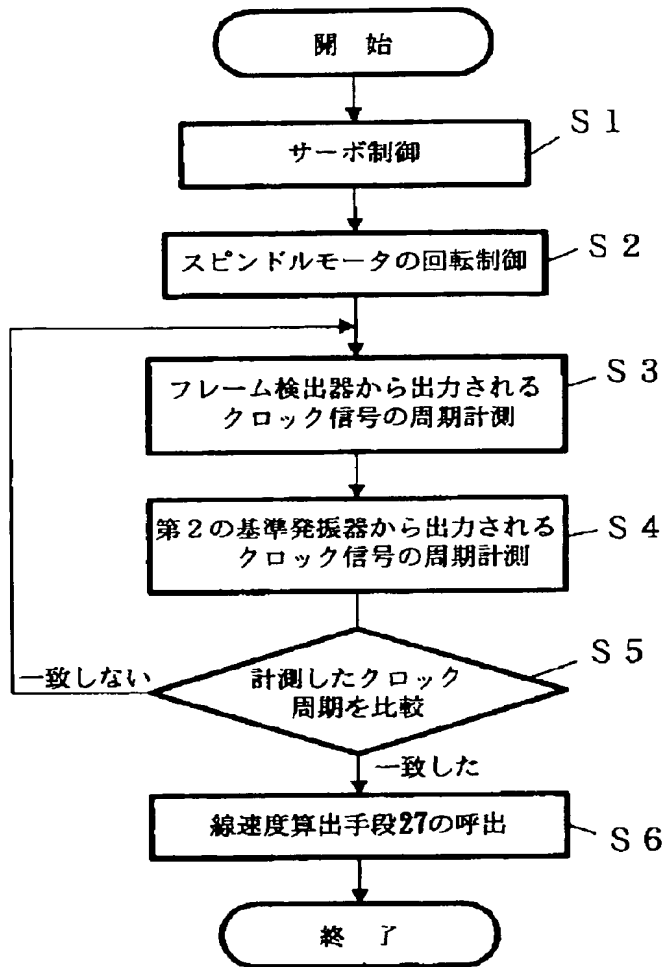 開 始
サーボ制御
S1
スピンドルモータの回転制御
S2
フレーム検出器から出力される
クロック信号の周期計測
S3
第2の基準発振器から出力される
クロック信号の周期計測
S4
計測したクロック
周期を比較
S5
一致しない
一致した
線速度算出手段27の呼出
S6
終 了